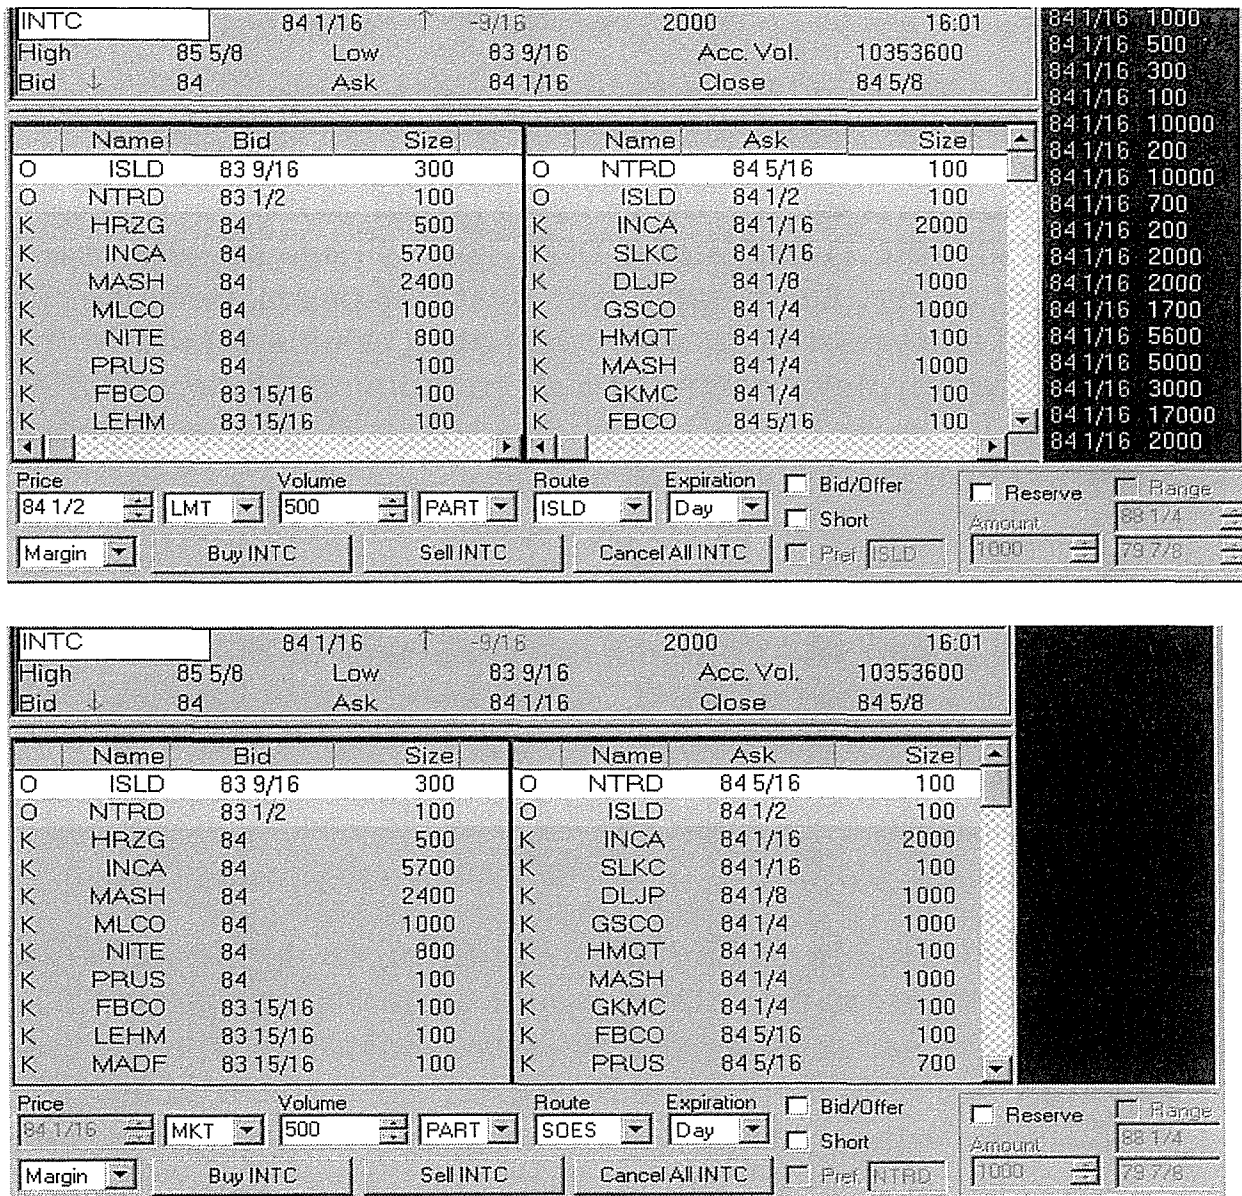 INTC 84 1/16 ↑ -9/16 2000 16:01 84 1/16 1000
High 85 5/8 Low 83 9/16 Acc. Vol. 10353600 84 1/16 500
Bid ↓ 84 Ask 84 1/16 Close 84 5/8 84 1/16 300
84 1/16 100
84 1/16 10000
Name Bid Size Name Ask Size 84 1/16 200
O ISLD 83 9/16 300 O NTRD 84 5/16 100 84 1/16 10000
O NTRD 83 1/2 100 O ISLD 84 1/2 100 84 1/16 700
K HRZG 84 500 K INCA 84 1/16 2000 84 1/16 200
K INCA 84 5700 K SLKC 84 1/16 100 84 1/16 2000
K MASH 84 2400 K DLJP 84 1/8 1000 84 1/16 2000
K MLCO 84 1000 K GSCO 84 1/4 1000 84 1/16 1700
K NITE 84 800 K HMQT 84 1/4 100 84 1/16 5600
K PRUS 84 100 K MASH 84 1/4 1000 84 1/16 5000
K FBCO 83 15/16 100 K GKMC 84 1/4 100 84 1/16 3000
K LEHM 83 15/16 100 K FBCO 84 5/16 100 84 1/16 17000
84 1/16 2000
Price Volume Route Expiration Bid/Offer Reserve Range
84 1/2 LMT 500 PART ISLD Day Short Amount 88 1/4
Margin Buy INTC Sell INTC Cancel All INTC Pref. ISLD 1000 79 7/8
INTC 84 1/16 ↑ -9/16 2000 16:01
High 85 5/8 Low 83 9/16 Acc. Vol. 10353600
Bid ↓ 84 Ask 84 1/16 Close 84 5/8
Name Bid Size Name Ask Size
O ISLD 83 9/16 300 O NTRD 84 5/16 100
O NTRD 83 1/2 100 O ISLD 84 1/2 100
K HRZG 84 500 K INCA 84 1/16 2000
K INCA 84 5700 K SLKC 84 1/16 100
K MASH 84 2400 K DLJP 84 1/8 1000
K MLCO 84 1000 K GSCO 84 1/4 1000
K NITE 84 800 K HMQT 84 1/4 100
K PRUS 84 100 K MASH 84 1/4 1000
K FBCO 83 15/16 100 K GKMC 84 1/4 100
K LEHM 83 15/16 100 K FBCO 84 5/16 100
K MADF 83 15/16 100 K PRUS 84 5/16 700
Price Volume Route Expiration Bid/Offer Reserve Range
84 1/16 MKT 500 PART SOES Day Short Amount 88 1/4
Margin Buy INTC Sell INTC Cancel All INTC Pref. NTRD 1000 79 7/8